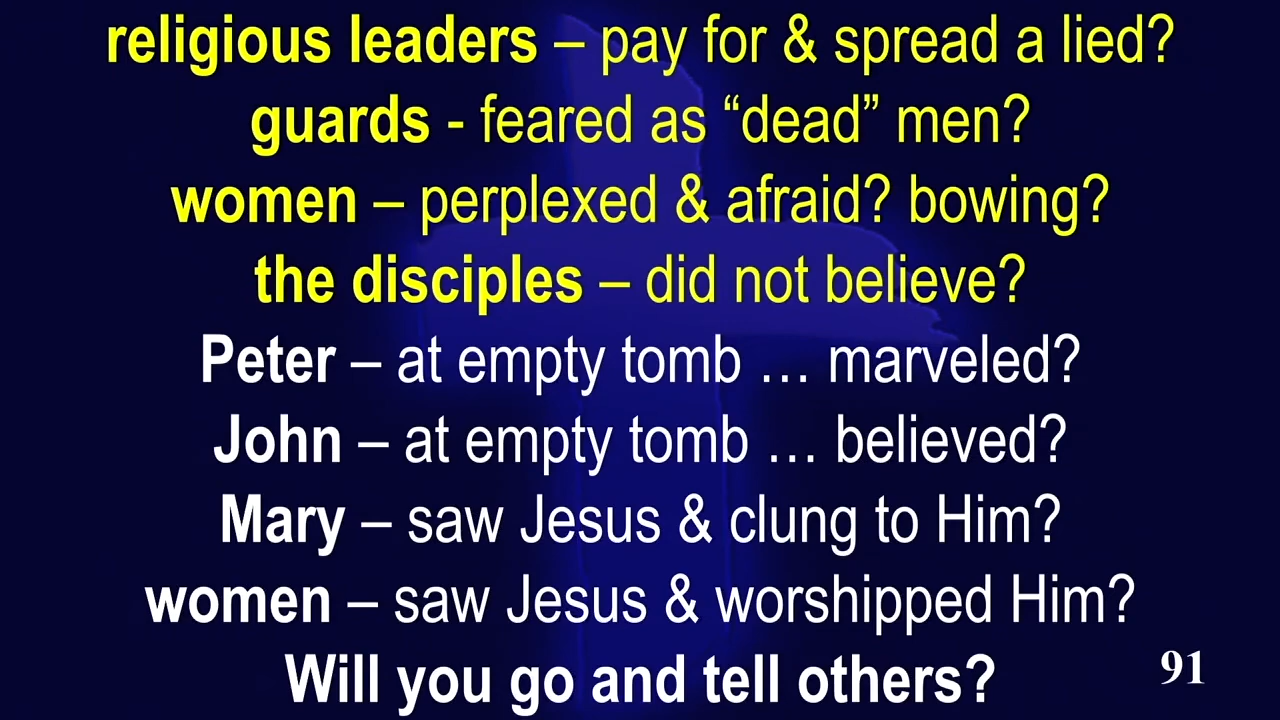 religious leaders – pay for & spread a lied?
guards - feared as “dead” men?
women – perplexed & afraid? bowing?
the disciples – did not believe?
Peter – at empty tomb … marveled?
John – at empty tomb … believed?
Mary – saw Jesus & clung to Him?
women – saw Jesus & worshipped Him?
Will you go and tell others?
91